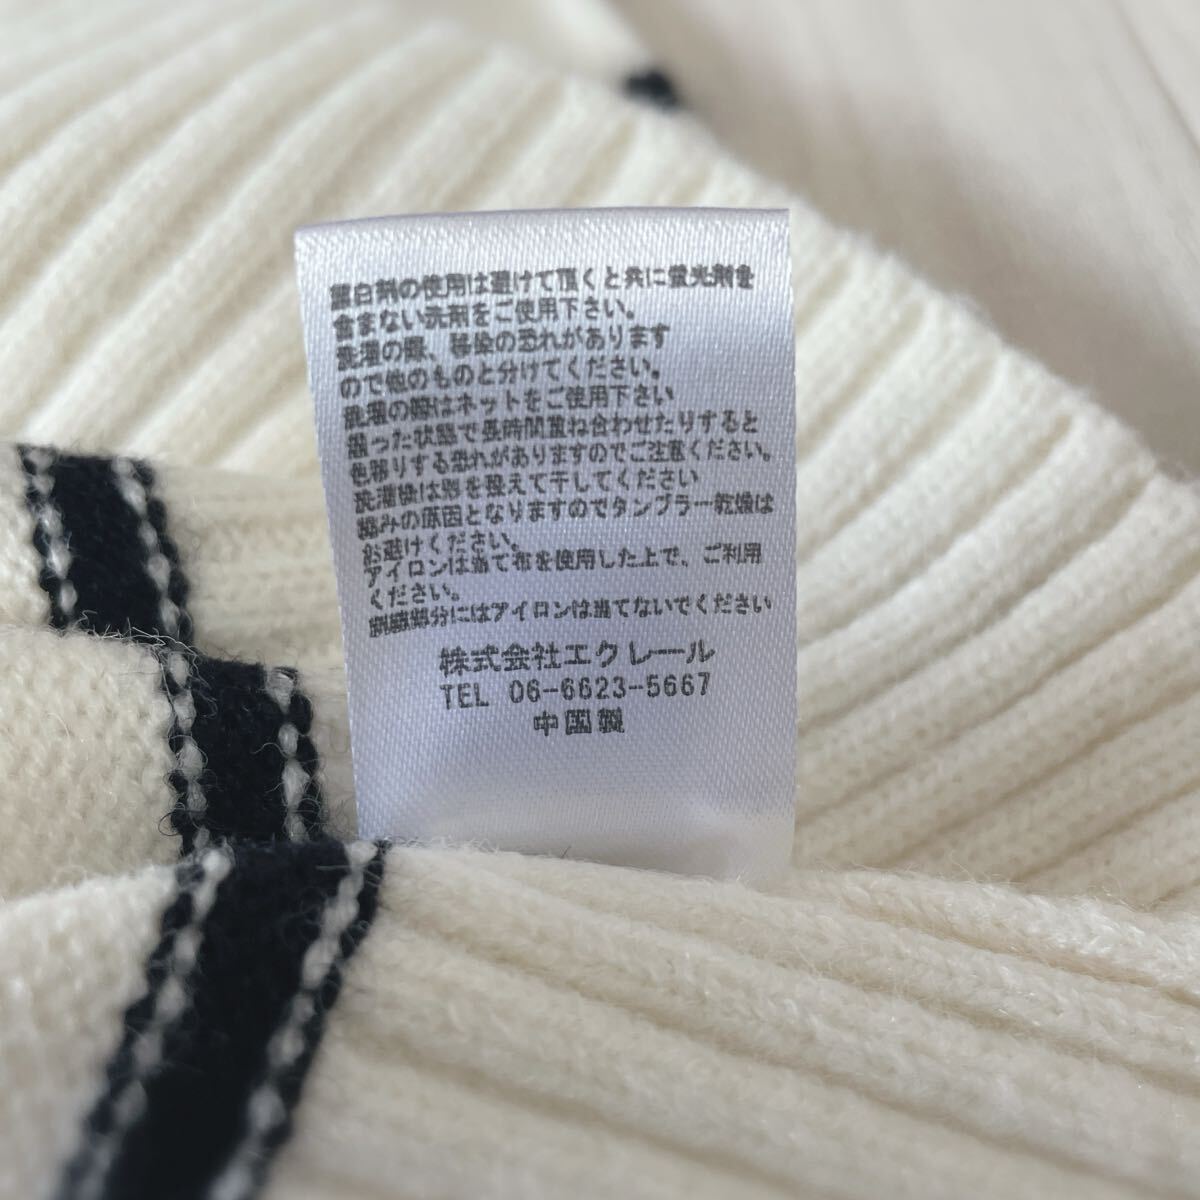 蛋白剤の使用は避けて頂くと共に蛍光剤を
含まない洗剤をご使用下さい。
洗濯の際、移染の恐れがあります
ので他のものと分けてください。
洗濯の際はネットをご使用下さい
湿った状態で長時間重ね合わせたりすると
色移りする恐れがありますのでご注意ください。
洗濯後は形を整えて干してください
縮みの原因となりますのでタンブラー乾燥は
お避けください。
アイロンは当て布を使用した上で、ご利用
ください。
刺繍部分にはアイロンは当てないでください
株式会社エクレール
TEL 06-6623-5667
中国製